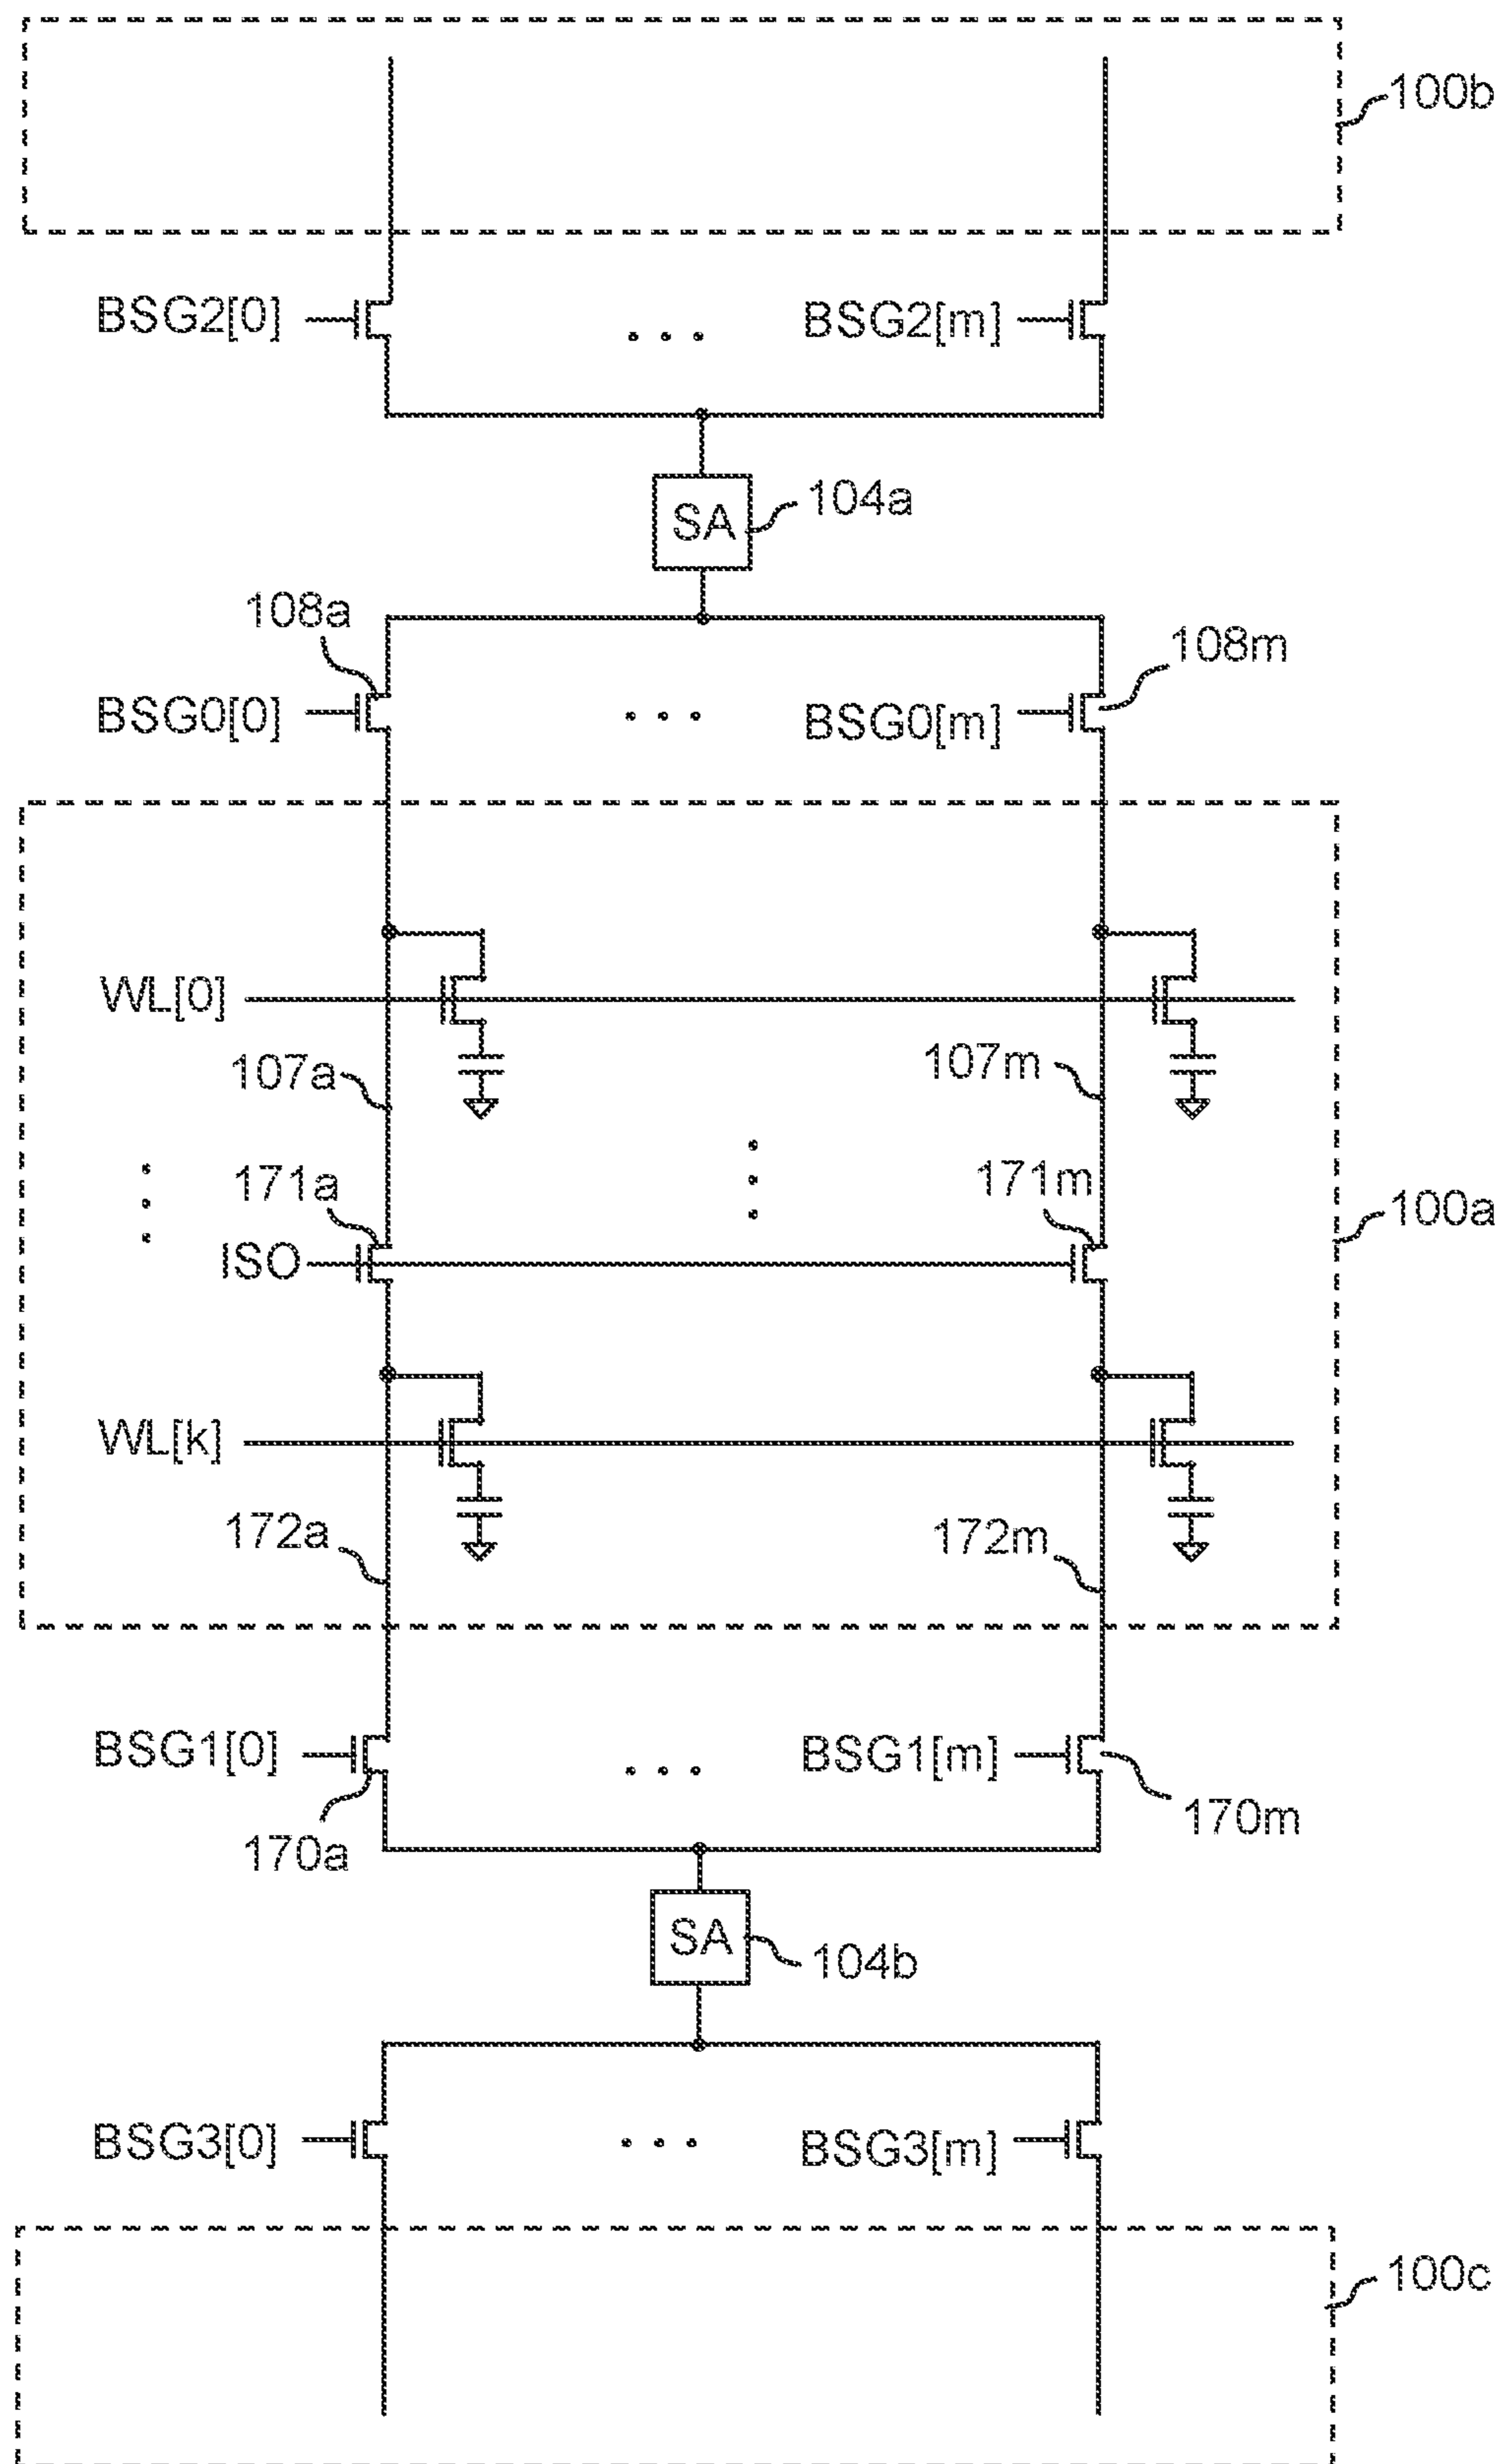 100b
BSG2[0]
BSG2[m]
SA
104a
108a
108m
BSG0[0]
BSG0[m]
WL[0]
107a
107m
171a
171m
100a
ISO
WL[k]
172a
172m
BSG1[0]
BSG1[m]
170a
170m
SA
104b
BSG3[0]
BSG3[m]
100c